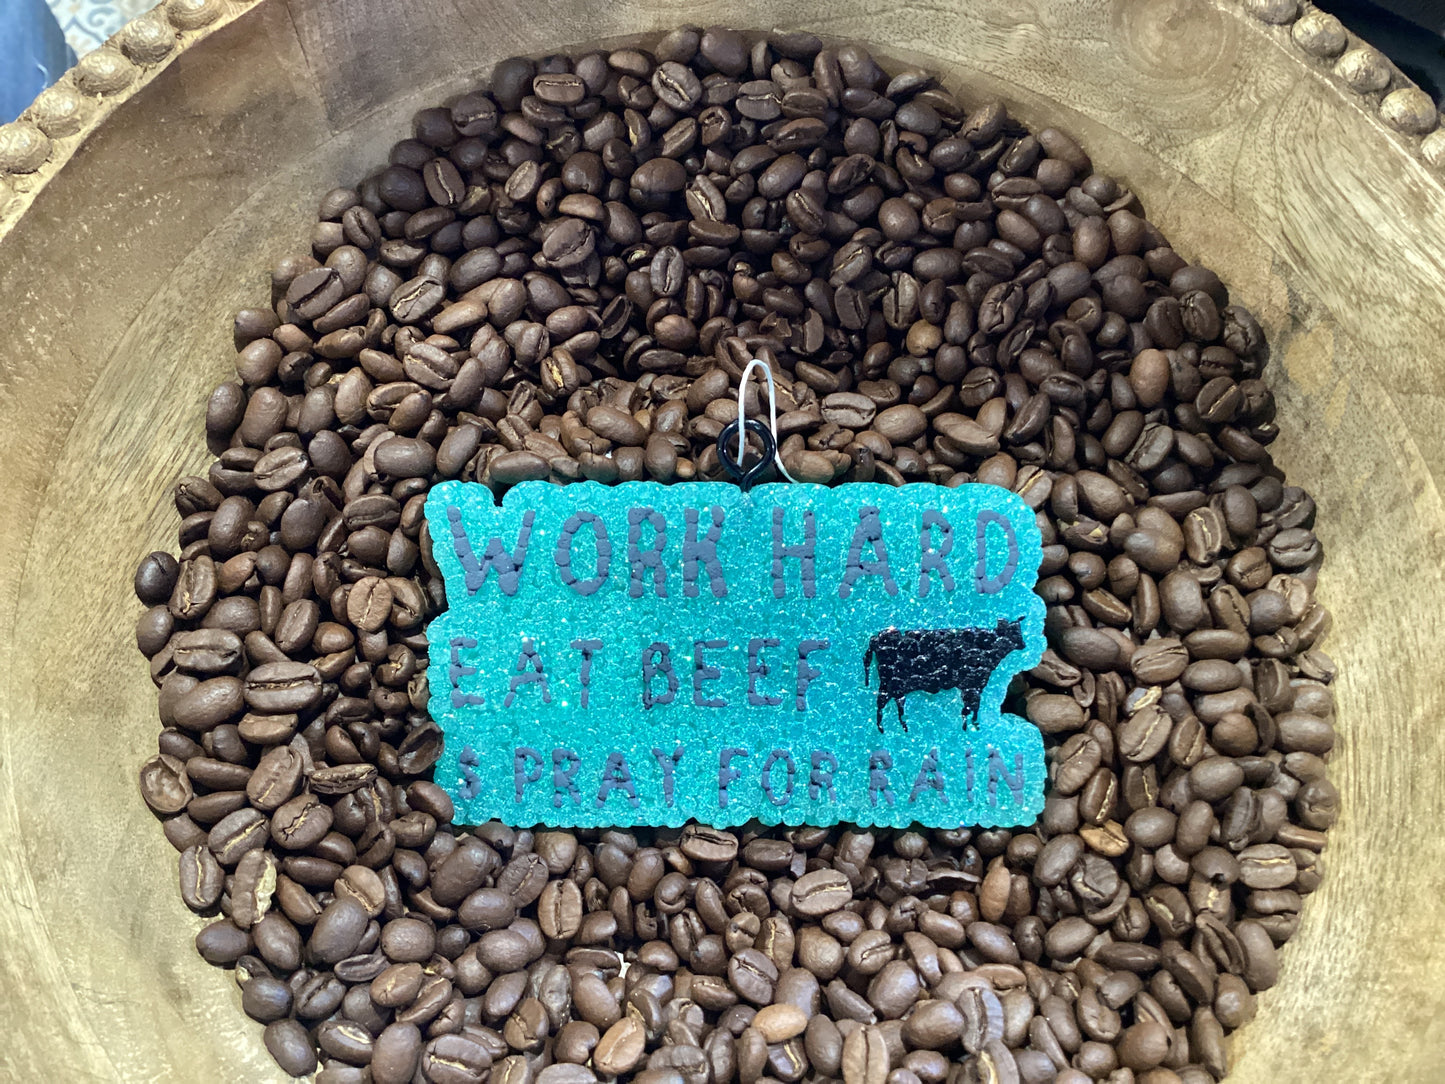 WORK HARD
EAT BEEF
$ PRAY FOR RAIN